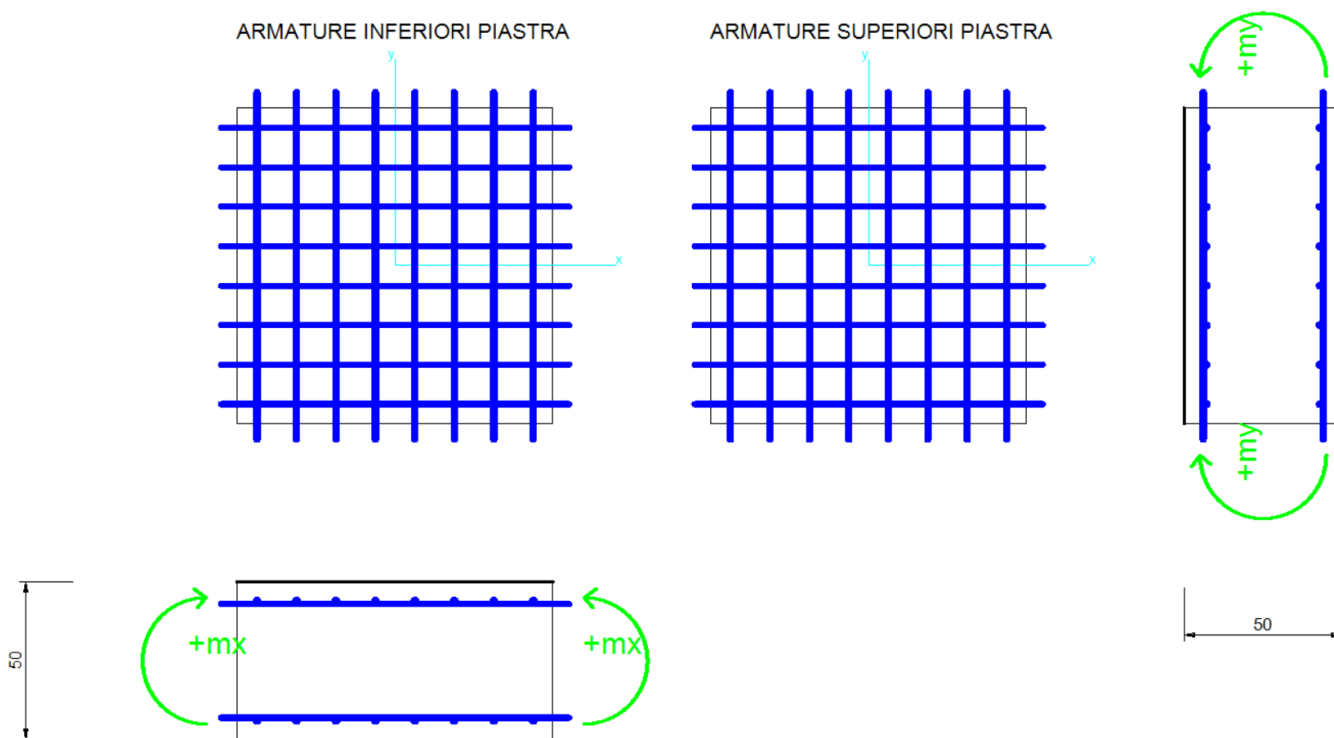 ARMATURE INFERIORI PIASTRA
ARMATURE SUPERIORI PIASTRA
y
y
+my
x
x
+my
50
+mx
+mx
50